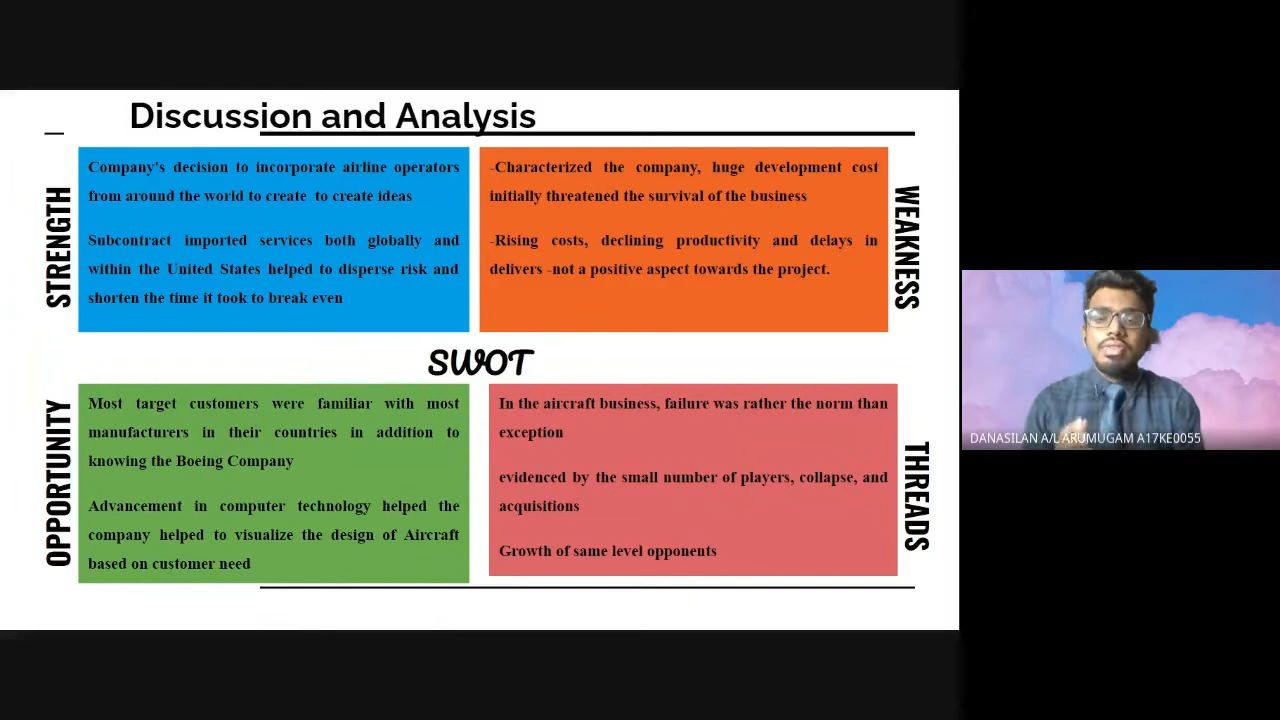 Discussion and Analysis
STRENGTH
Company's decision to incorporate airline operators
from around the world to create to create ideas
Subcontract imported services both globally and
within the United States helped to disperse risk and
shorten the time it took to break even
-Characterized the company, huge development cost
initially threatened the survival of the business
-Rising costs, declining productivity and delays in
delivers -not a positive aspect towards the project.
WEAKNESS
SWOT
OPPORTUNITY
Most target customers were familiar with most
manufacturers in their countries in addition to
knowing the Boeing Company
Advancement in computer technology helped the
company helped to visualize the design of Aircraft
based on customer need
In the aircraft business, failure was rather the norm than
exception
evidenced by the small number of players, collapse, and
acquisitions
Growth of same level opponents
THREADS
DANASILAN A/L ARUMUGAM A17KE0055